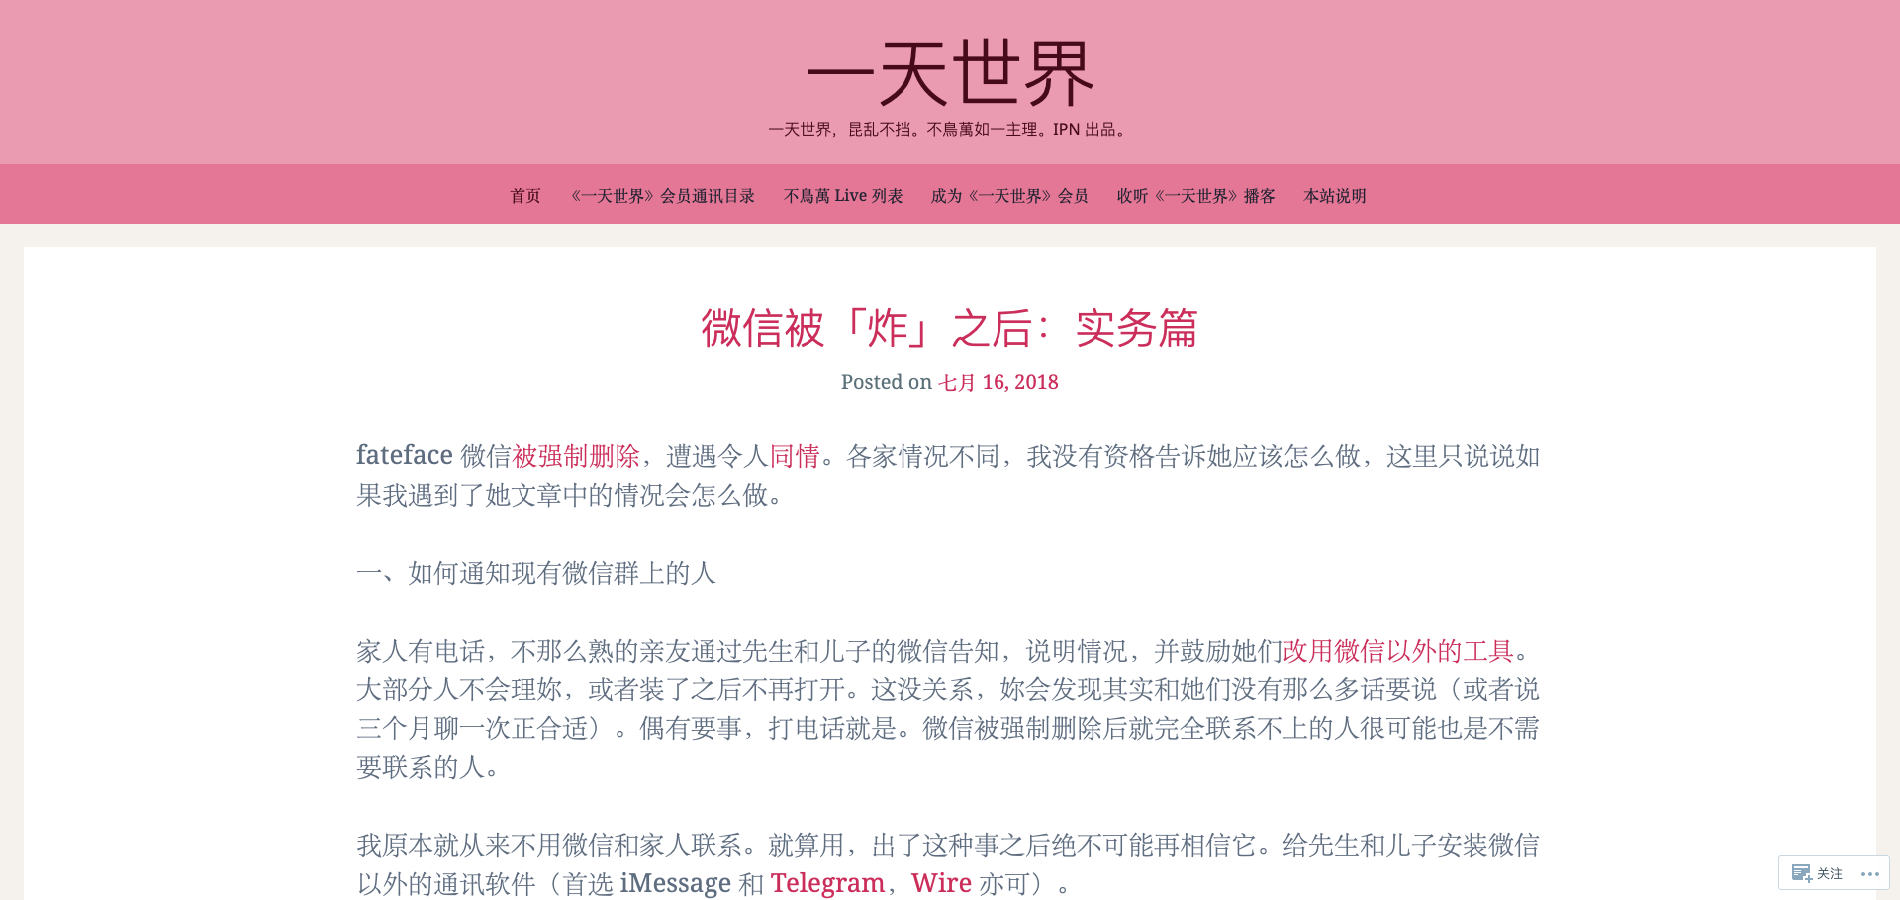 一天世界
一天世界，昆乱不挡。不鳥萬如一主理。IPN 出品。
首页 《一天世界》会员通讯目录 不鳥萬 Live 列表 成为《一天世界》会员 收听《一天世界》播客 本站说明
微信被「炸」之后：实务篇
Posted on 七月 16, 2018
fateface 微信被强制删除，遭遇令人同情。各家情况不同，我没有资格告诉她应该怎么做，这里只说说如
果我遇到了她文章中的情况会怎么做。
一、如何通知现有微信群上的人
家人有电话，不那么熟的亲友通过先生和儿子的微信告知，说明情况，并鼓励她们改用微信以外的工具。
大部分人不会理妳，或者装了之后不再打开。这没关系，妳会发现其实和她们没有那么多话要说（或者说
三个月聊一次正合适）。偶有要事，打电话就是。微信被强制删除后就完全联系不上的人很可能也是不需
要联系的人。
我原本就从来不用微信和家人联系。就算用，出了这种事之后绝不可能再相信它。给先生和儿子安装微信
以外的通讯软件（首选 iMessage 和 Telegram，Wire 亦可）。
关注